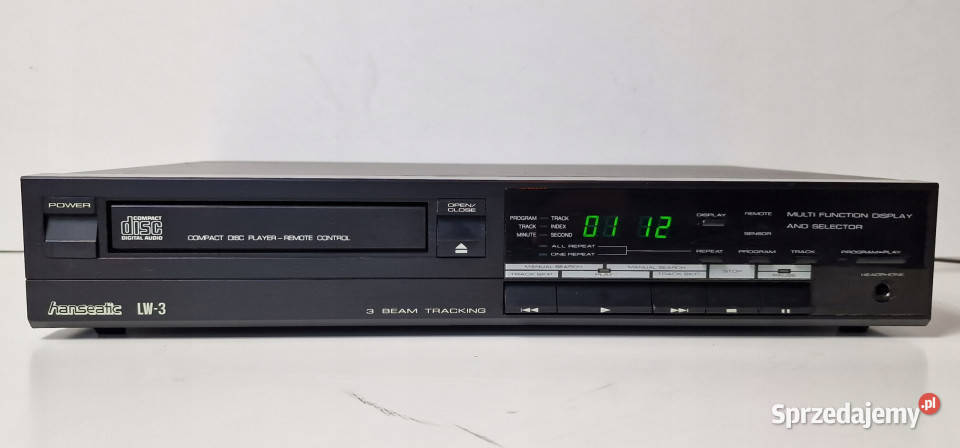 POWER
COMPACT
disc
DIGITAL AUDIO
COMPACT DISC PLAYER – REMOTE CONTROL
OPEN/
CLOSE
hanseatic LW-3
3 BEAM TRACKING
PROGRAM TRACK
TRACK INDEX
MINUTE SECOND
ALL REPEAT
ONE REPEAT
01 12
DISPLAY
REMOTE
SENSOR
MULTI FUNCTION DISPLAY
AND SELECTOR
REPEAT PROGRAM TRACK PROGRAM•PLAY
MANUAL SEARCH MANUAL SEARCH
TRACK SKIP PLAY TRACK SKIP STOP PAUSE
HEADPHONE
Sprzedajemy.pl